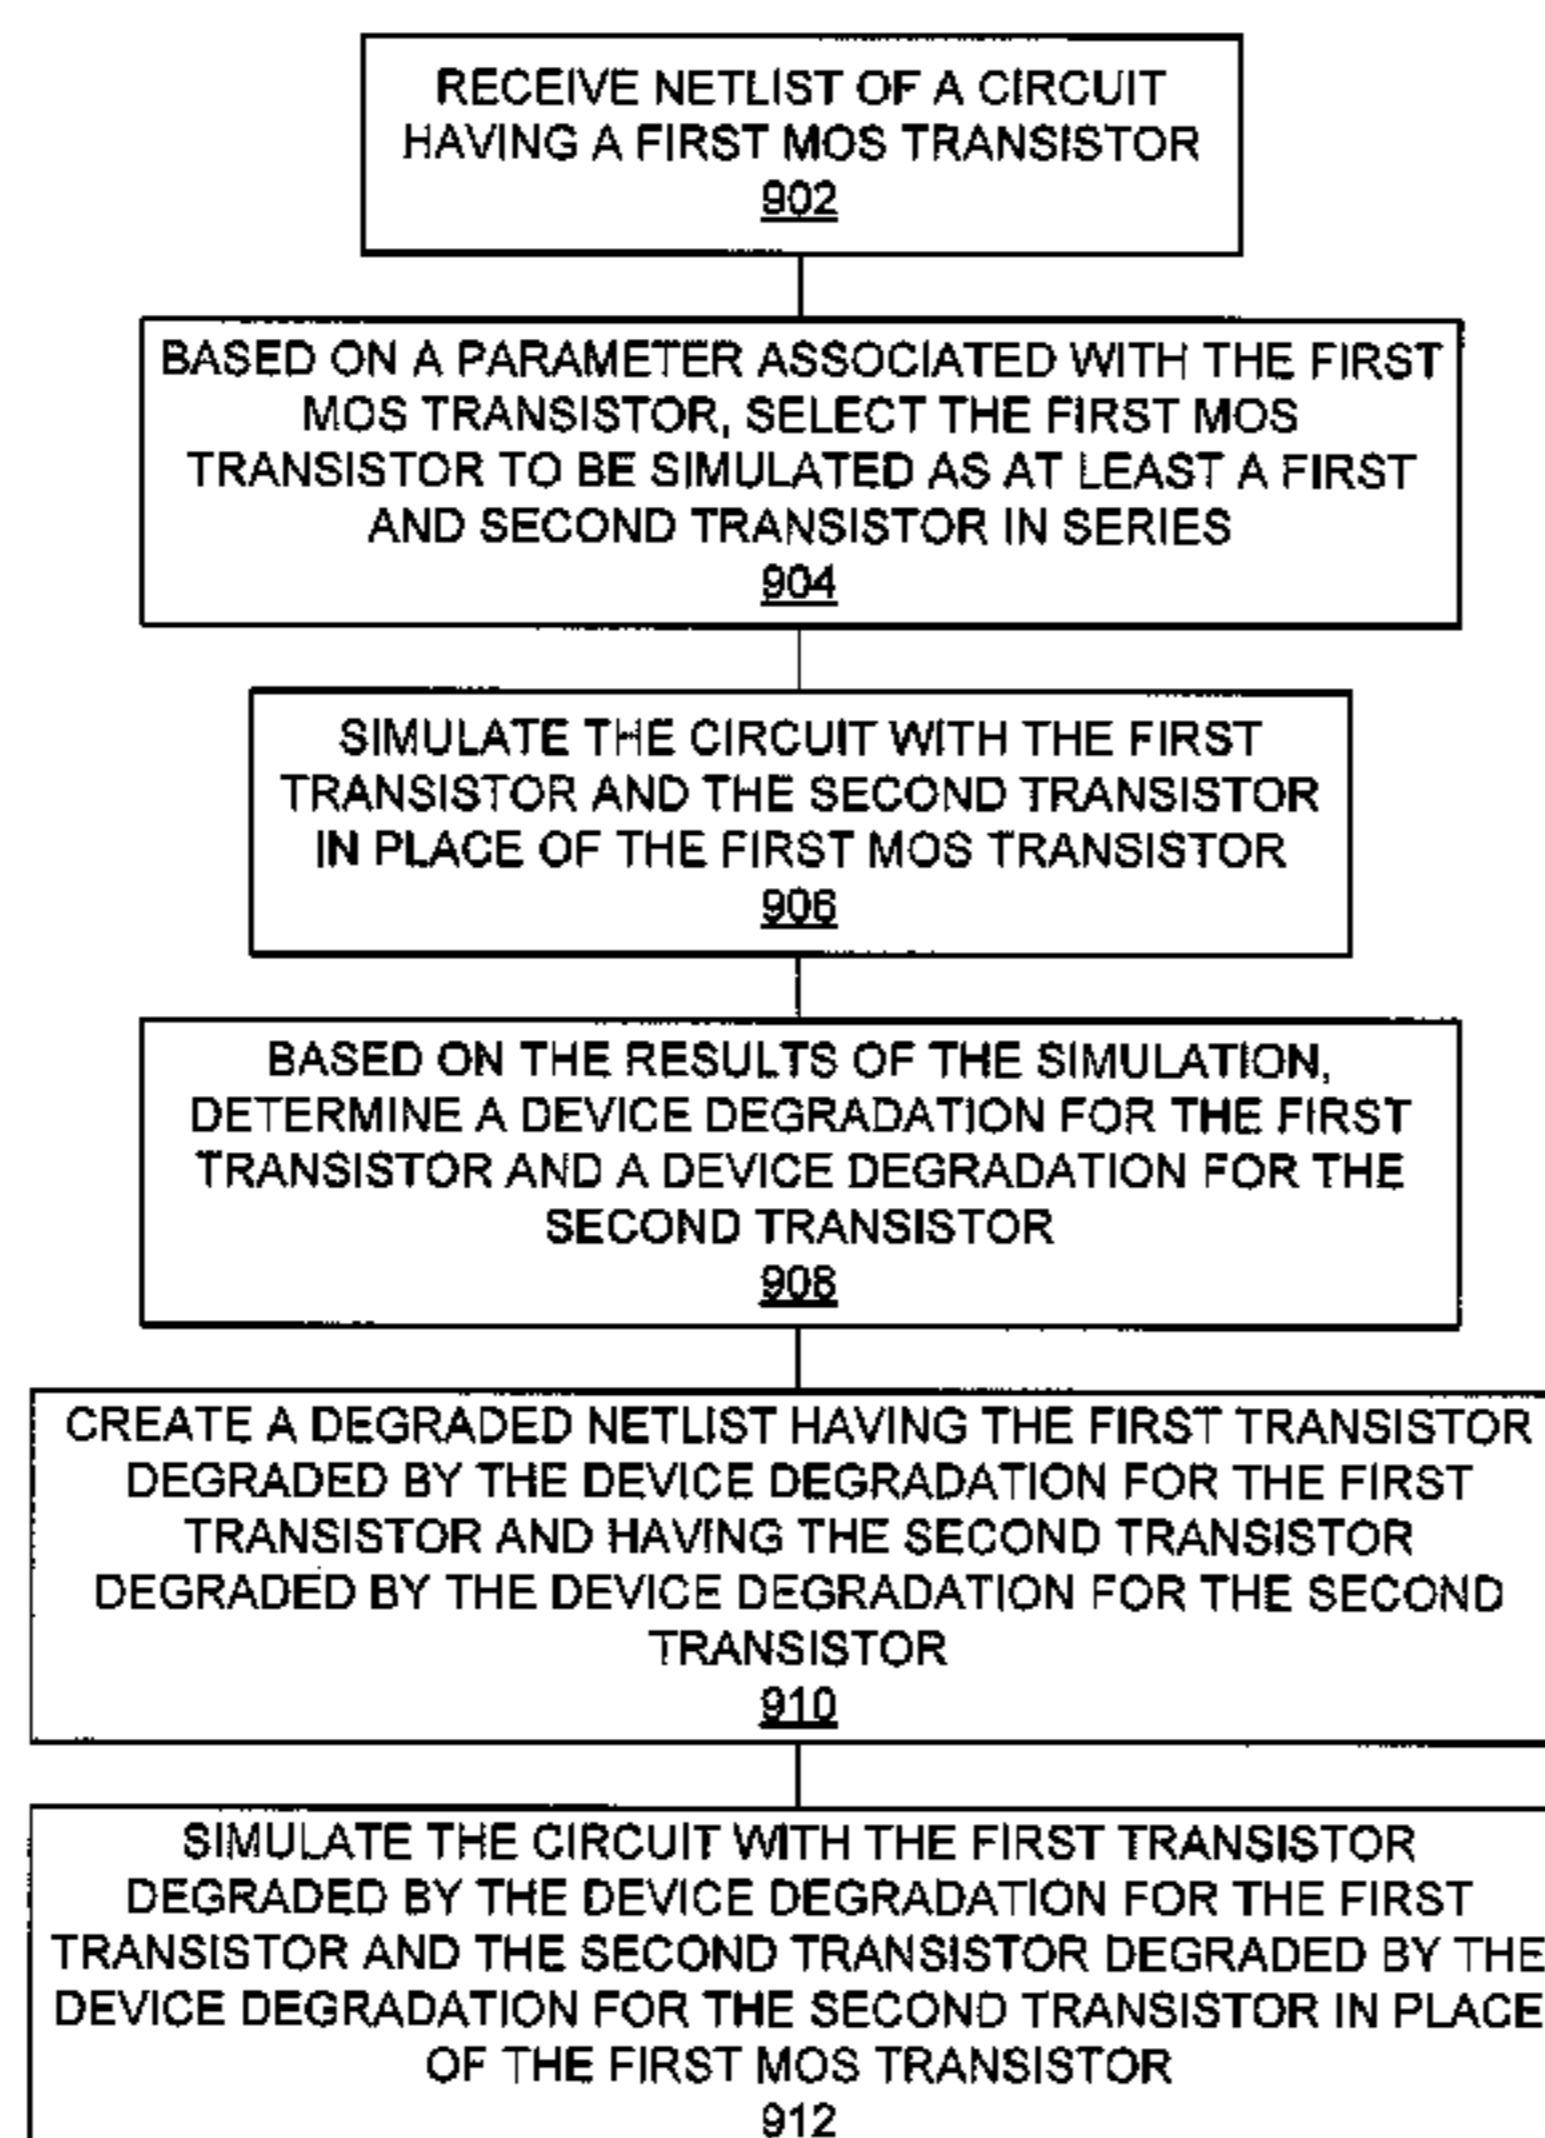 RECEIVE NETLIST OF A CIRCUIT
HAVING A FIRST MOS TRANSISTOR
902
BASED ON A PARAMETER ASSOCIATED WITH THE FIRST
MOS TRANSISTOR, SELECT THE FIRST MOS
TRANSISTOR TO BE SIMULATED AS AT LEAST A FIRST
AND SECOND TRANSISTOR IN SERIES
904
SIMULATE THE CIRCUIT WITH THE FIRST
TRANSISTOR AND THE SECOND TRANSISTOR
IN PLACE OF THE FIRST MOS TRANSISTOR
906
BASED ON THE RESULTS OF THE SIMULATION,
DETERMINE A DEVICE DEGRADATION FOR THE FIRST
TRANSISTOR AND A DEVICE DEGRADATION FOR THE
SECOND TRANSISTOR
908
CREATE A DEGRADED NETLIST HAVING THE FIRST TRANSISTOR
DEGRADED BY THE DEVICE DEGRADATION FOR THE FIRST
TRANSISTOR AND HAVING THE SECOND TRANSISTOR
DEGRADED BY THE DEVICE DEGRADATION FOR THE SECOND
TRANSISTOR
910
SIMULATE THE CIRCUIT WITH THE FIRST TRANSISTOR
DEGRADED BY THE DEVICE DEGRADATION FOR THE FIRST
TRANSISTOR AND THE SECOND TRANSISTOR DEGRADED BY THE
DEVICE DEGRADATION FOR THE SECOND TRANSISTOR IN PLACE
OF THE FIRST MOS TRANSISTOR
912